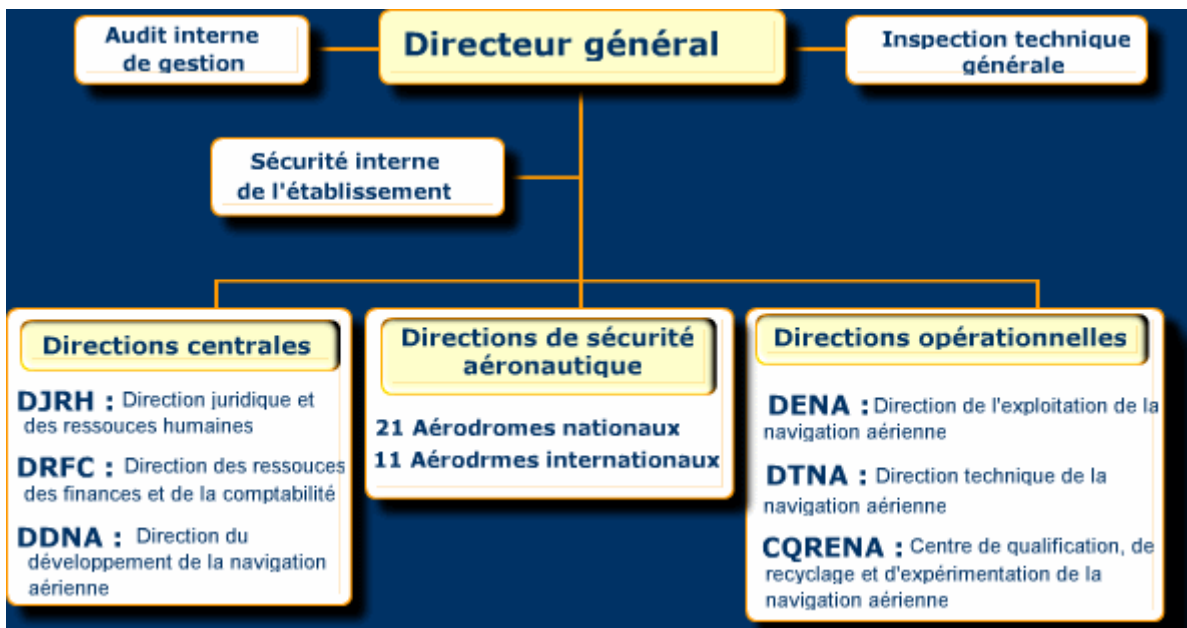 Audit interne
de gestion
Directeur général
Inspection technique
générale
Sécurité interne
de l'établissement
Directions centrales
DJRH : Direction juridique et
des ressouces humaines
DRFC : Direction des ressouces
des finances et de la comptabilité
DDNA : Direction du
développement de la navigation
aérienne
Directions de sécurité
aéronautique
21 Aérodromes nationaux
11 Aérodrmes internationaux
Directions opérationnelles
DENA : Direction de l'exploitation de la
navigation aérienne
DTNA : Direction technique de la
navigation aérienne
CQRENA : Centre de qualification, de
recyclage et d'expérimentation de la
navigation aérienne